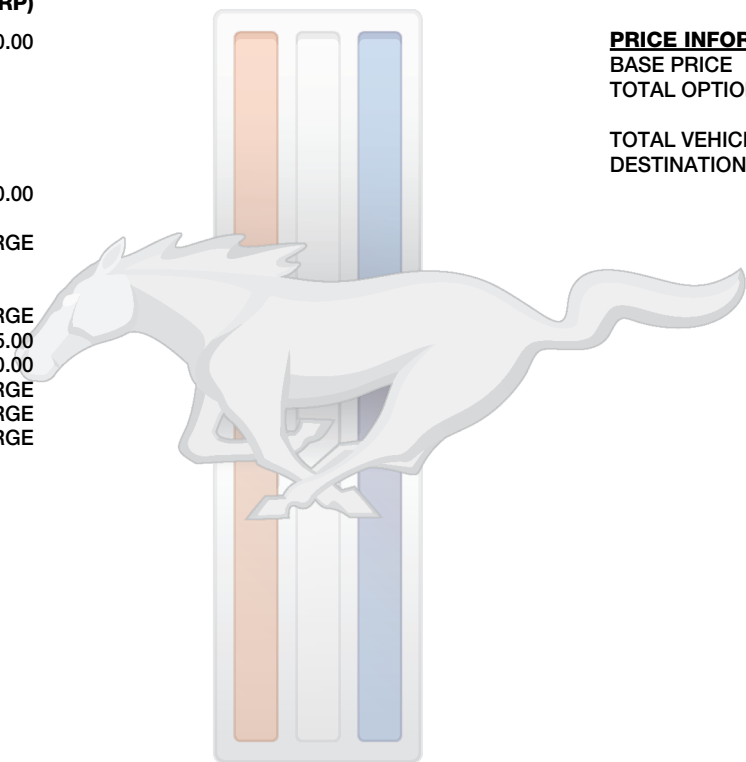 RP)
0.00
0.00
RGE
RGE
5.00
0.00
RGE
RGE
RGE
PRICE INFOR
BASE PRICE
TOTAL OPTIO
TOTAL VEHICL
DESTINATION